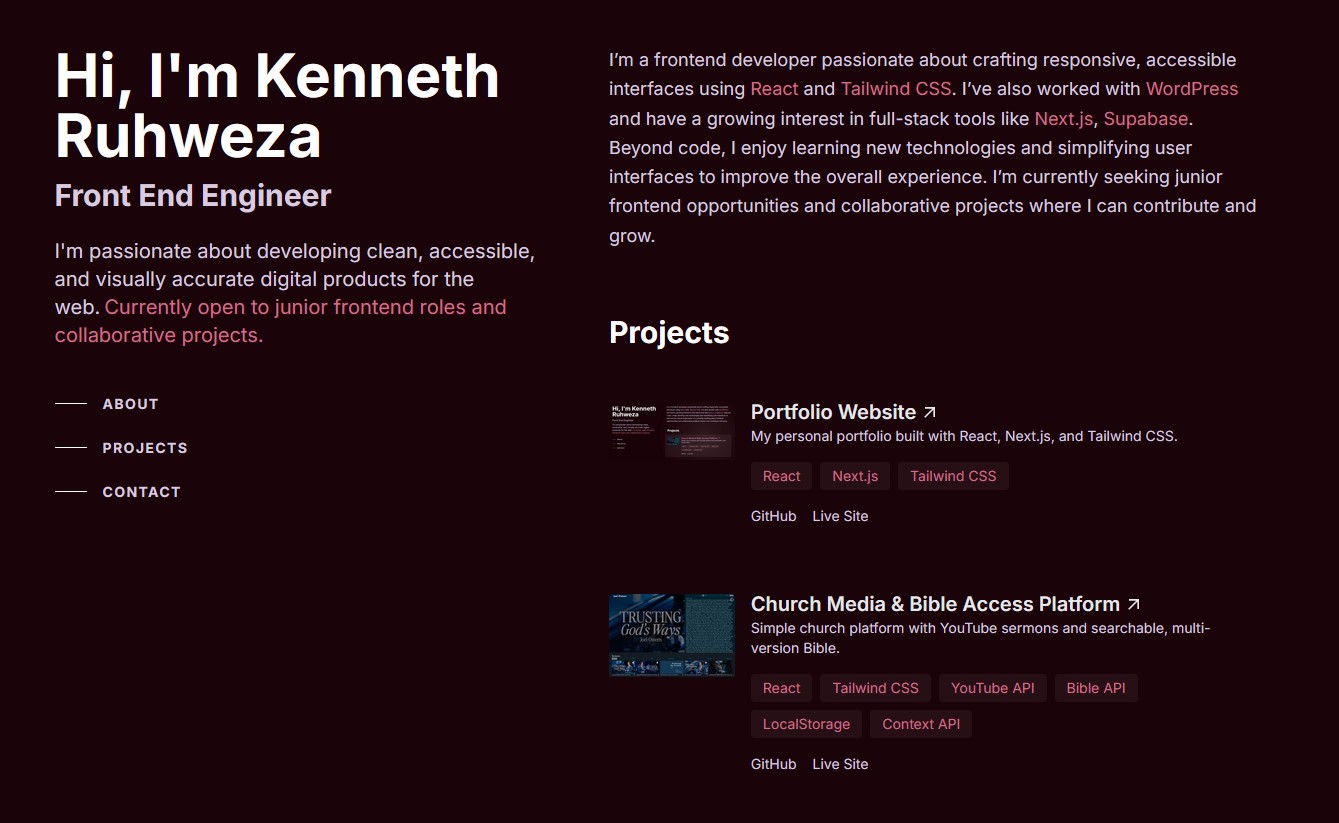 Hi, I'm Kenneth
Ruhweza
Front End Engineer
I'm passionate about developing clean, accessible,
and visually accurate digital products for the
web. Currently open to junior frontend roles and
collaborative projects.
ABOUT
PROJECTS
CONTACT
I’m a frontend developer passionate about crafting responsive, accessible
interfaces using React and Tailwind CSS. I’ve also worked with WordPress
and have a growing interest in full-stack tools like Next.js, Supabase.
Beyond code, I enjoy learning new technologies and simplifying user
interfaces to improve the overall experience. I’m currently seeking junior
frontend opportunities and collaborative projects where I can contribute and
grow.
Projects
Hi, I'm Kenneth
Ruhweza
Projects
Portfolio Website
My personal portfolio built with React, Next.js, and Tailwind CSS.
React Next.js Tailwind CSS
GitHub Live Site
TRUSTING
God's Ways
Joel Osteen
Church Media & Bible Access Platform
Simple church platform with YouTube sermons and searchable, multi-
version Bible.
React Tailwind CSS YouTube API Bible API
LocalStorage Context API
GitHub Live Site